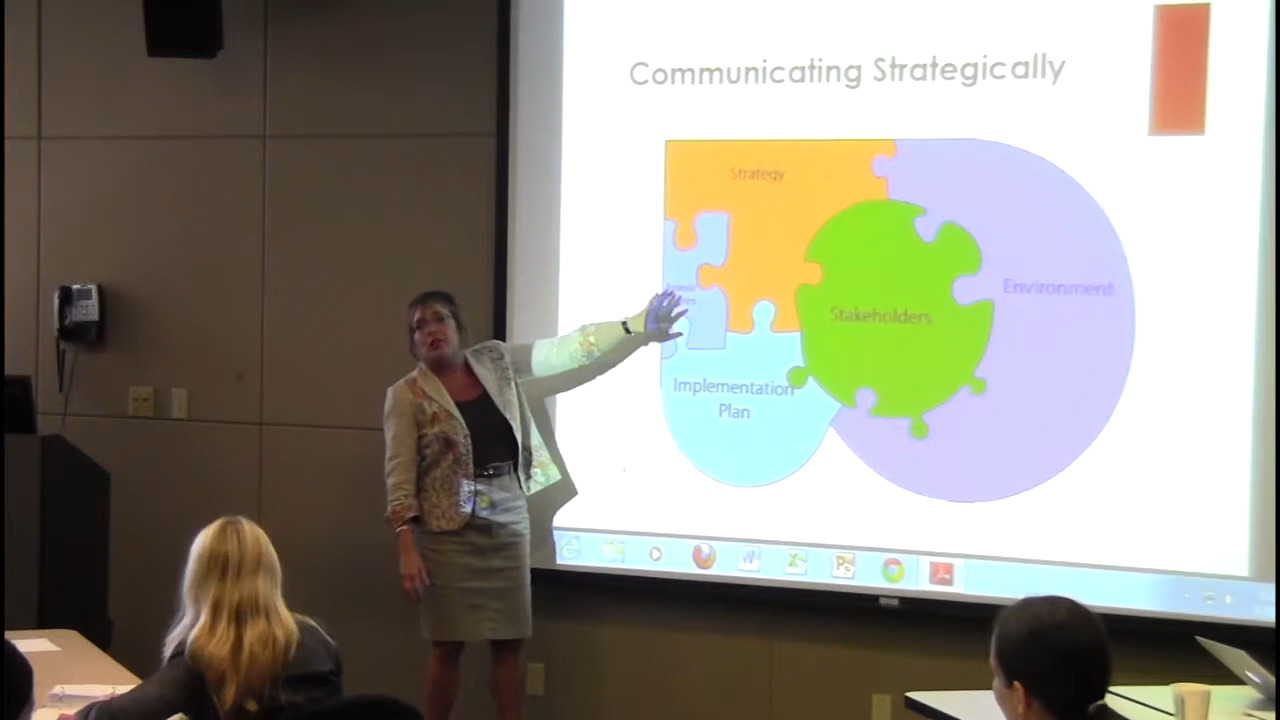 Communicating Strategically
Strategy
Environment
Stakeholders
Implementation
Plan